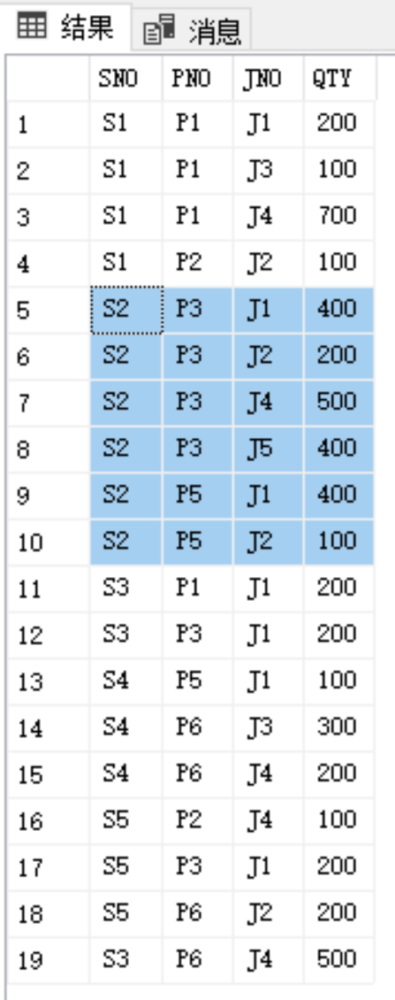 结果 消息
SNO PNO JNO QTY
1 S1 P1 J1 200
2 S1 P1 J3 100
3 S1 P1 J4 700
4 S1 P2 J2 100
5 S2 P3 J1 400
6 S2 P3 J2 200
7 S2 P3 J4 500
8 S2 P3 J5 400
9 S2 P5 J1 400
10 S2 P5 J2 100
11 S3 P1 J1 200
12 S3 P3 J1 200
13 S4 P5 J1 100
14 S4 P6 J3 300
15 S4 P6 J4 200
16 S5 P2 J4 100
17 S5 P3 J1 200
18 S5 P6 J2 200
19 S3 P6 J4 500